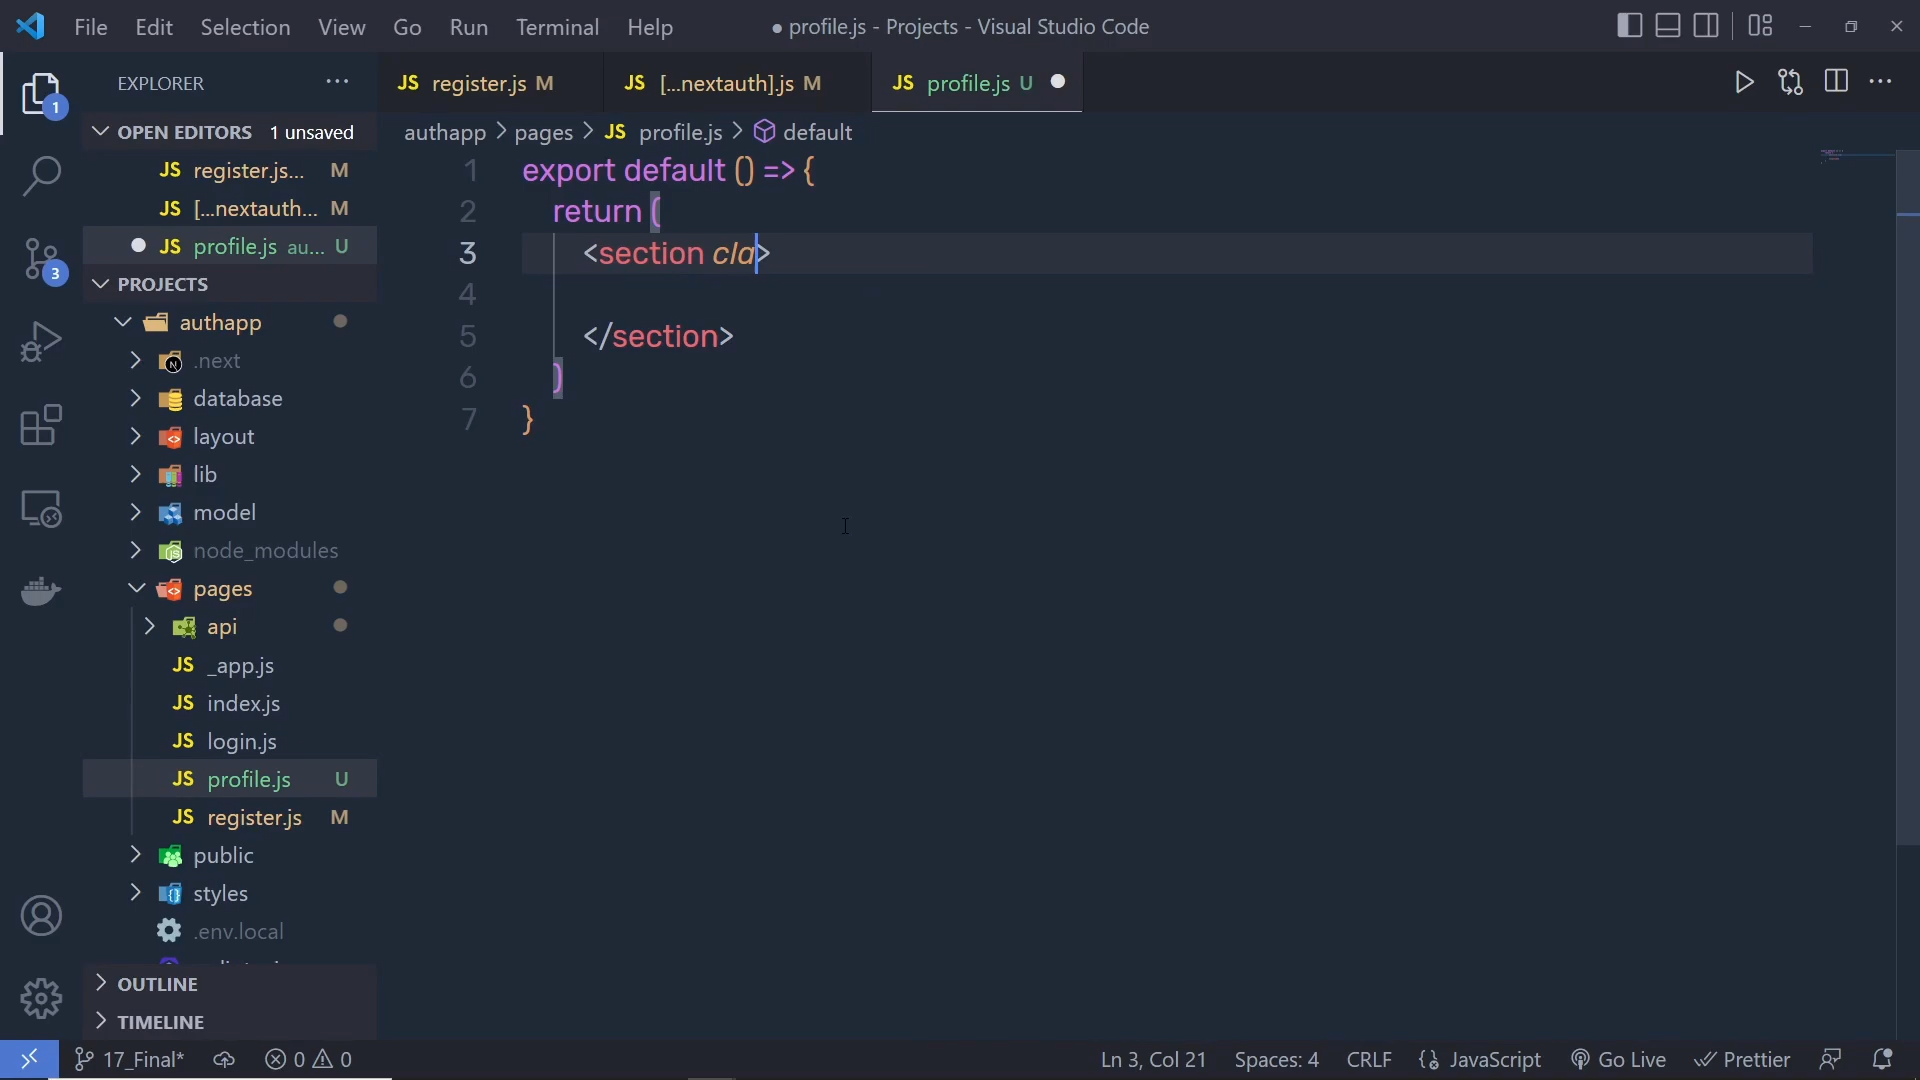 File Edit Selection View Go Run Terminal Help
● profile.js - Projects - Visual Studio Code
EXPLORER ...
JS register.js M
JS [...nextauth].js M
JS profile.js U
1
OPEN EDITORS 1 unsaved
authapp > pages > JS profile.js > default
JS register.js... M
JS [...nextauth... M
JS profile.js au... U
3
PROJECTS
authapp
.next
database
layout
lib
model
node_modules
pages
api
JS _app.js
JS index.js
JS login.js
JS profile.js U
JS register.js M
public
styles
.env.local
OUTLINE
TIMELINE
1 export default () => {
2 return (
3 <section cla>
4
5 </section>
6 )
7 }
17_Final* 0 0
Ln 3, Col 21 Spaces: 4 CRLF {} JavaScript Go Live Prettier